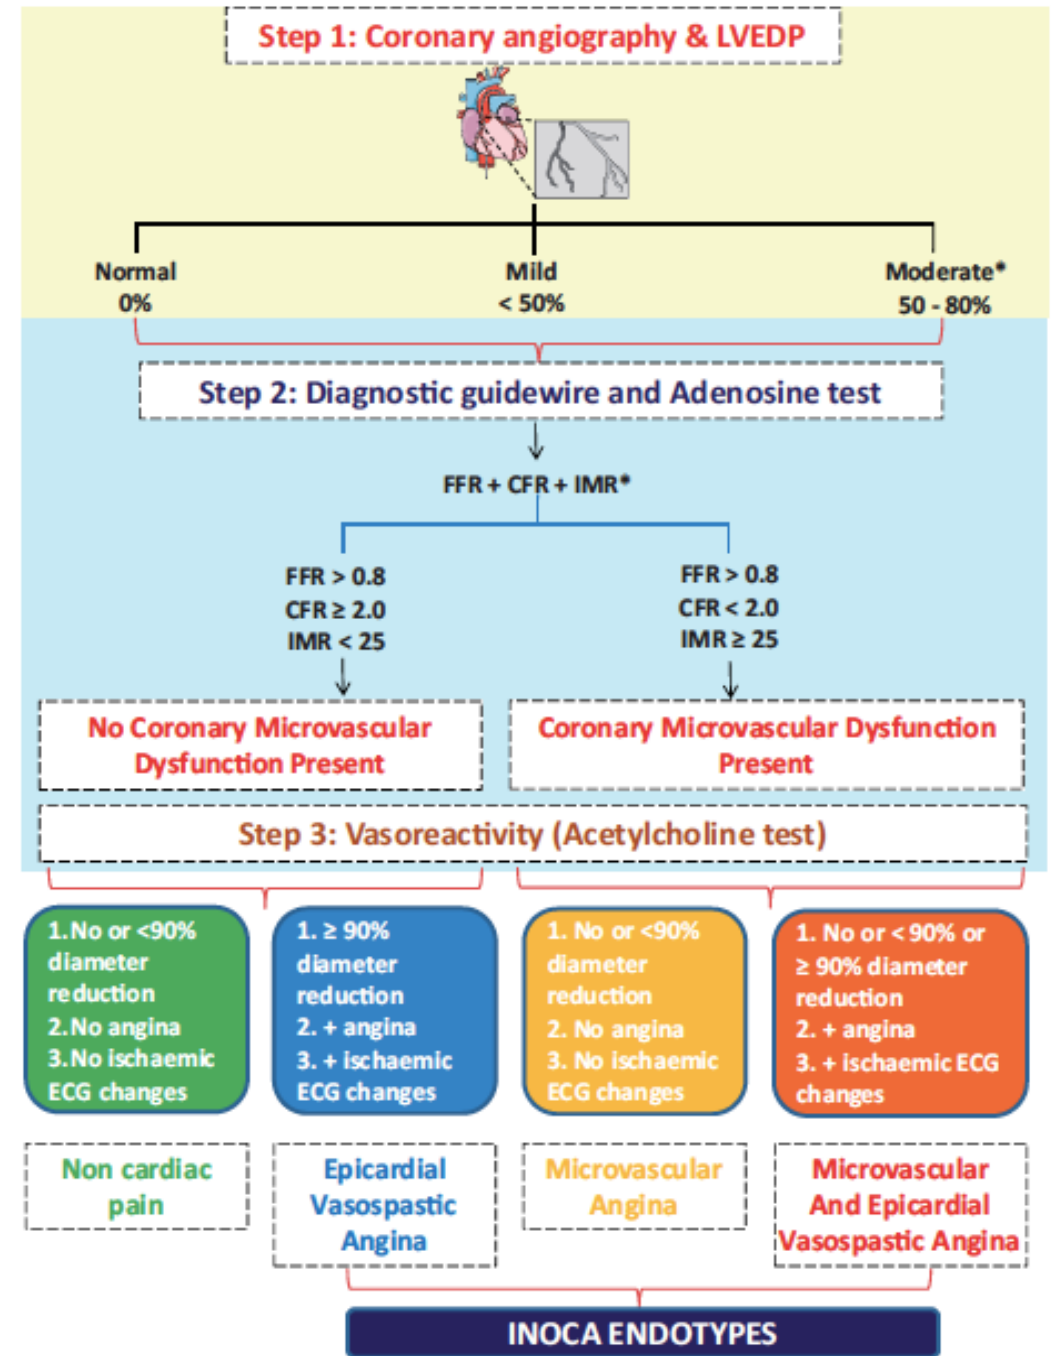 Step 1: Coronary angiography & LVEDP
Normal
0%
Mild
< 50%
Moderate*
50 - 80%
Step 2: Diagnostic guidewire and Adenosine test
FFR + CFR + IMR*
FFR > 0.8
CFR ≥ 2.0
IMR < 25
FFR > 0.8
CFR < 2.0
IMR ≥ 25
No Coronary Microvascular
Dysfunction Present
Coronary Microvascular Dysfunction
Present
Step 3: Vasoreactivity (Acetylcholine test)
1. No or <90%
diameter
reduction
2. No angina
3. No ischaemic
ECG changes
1. ≥ 90%
diameter
reduction
2. + angina
3. + ischaemic
ECG changes
1. No or <90%
diameter
reduction
2. No angina
3. No ischaemic
ECG changes
1. No or < 90% or
≥ 90% diameter
reduction
2. + angina
3. + ischaemic ECG
changes
Non cardiac
pain
Epicardial
Vasospastic
Angina
Microvascular
Angina
Microvascular
And Epicardial
Vasospastic Angina
INOCA ENDOTYPES